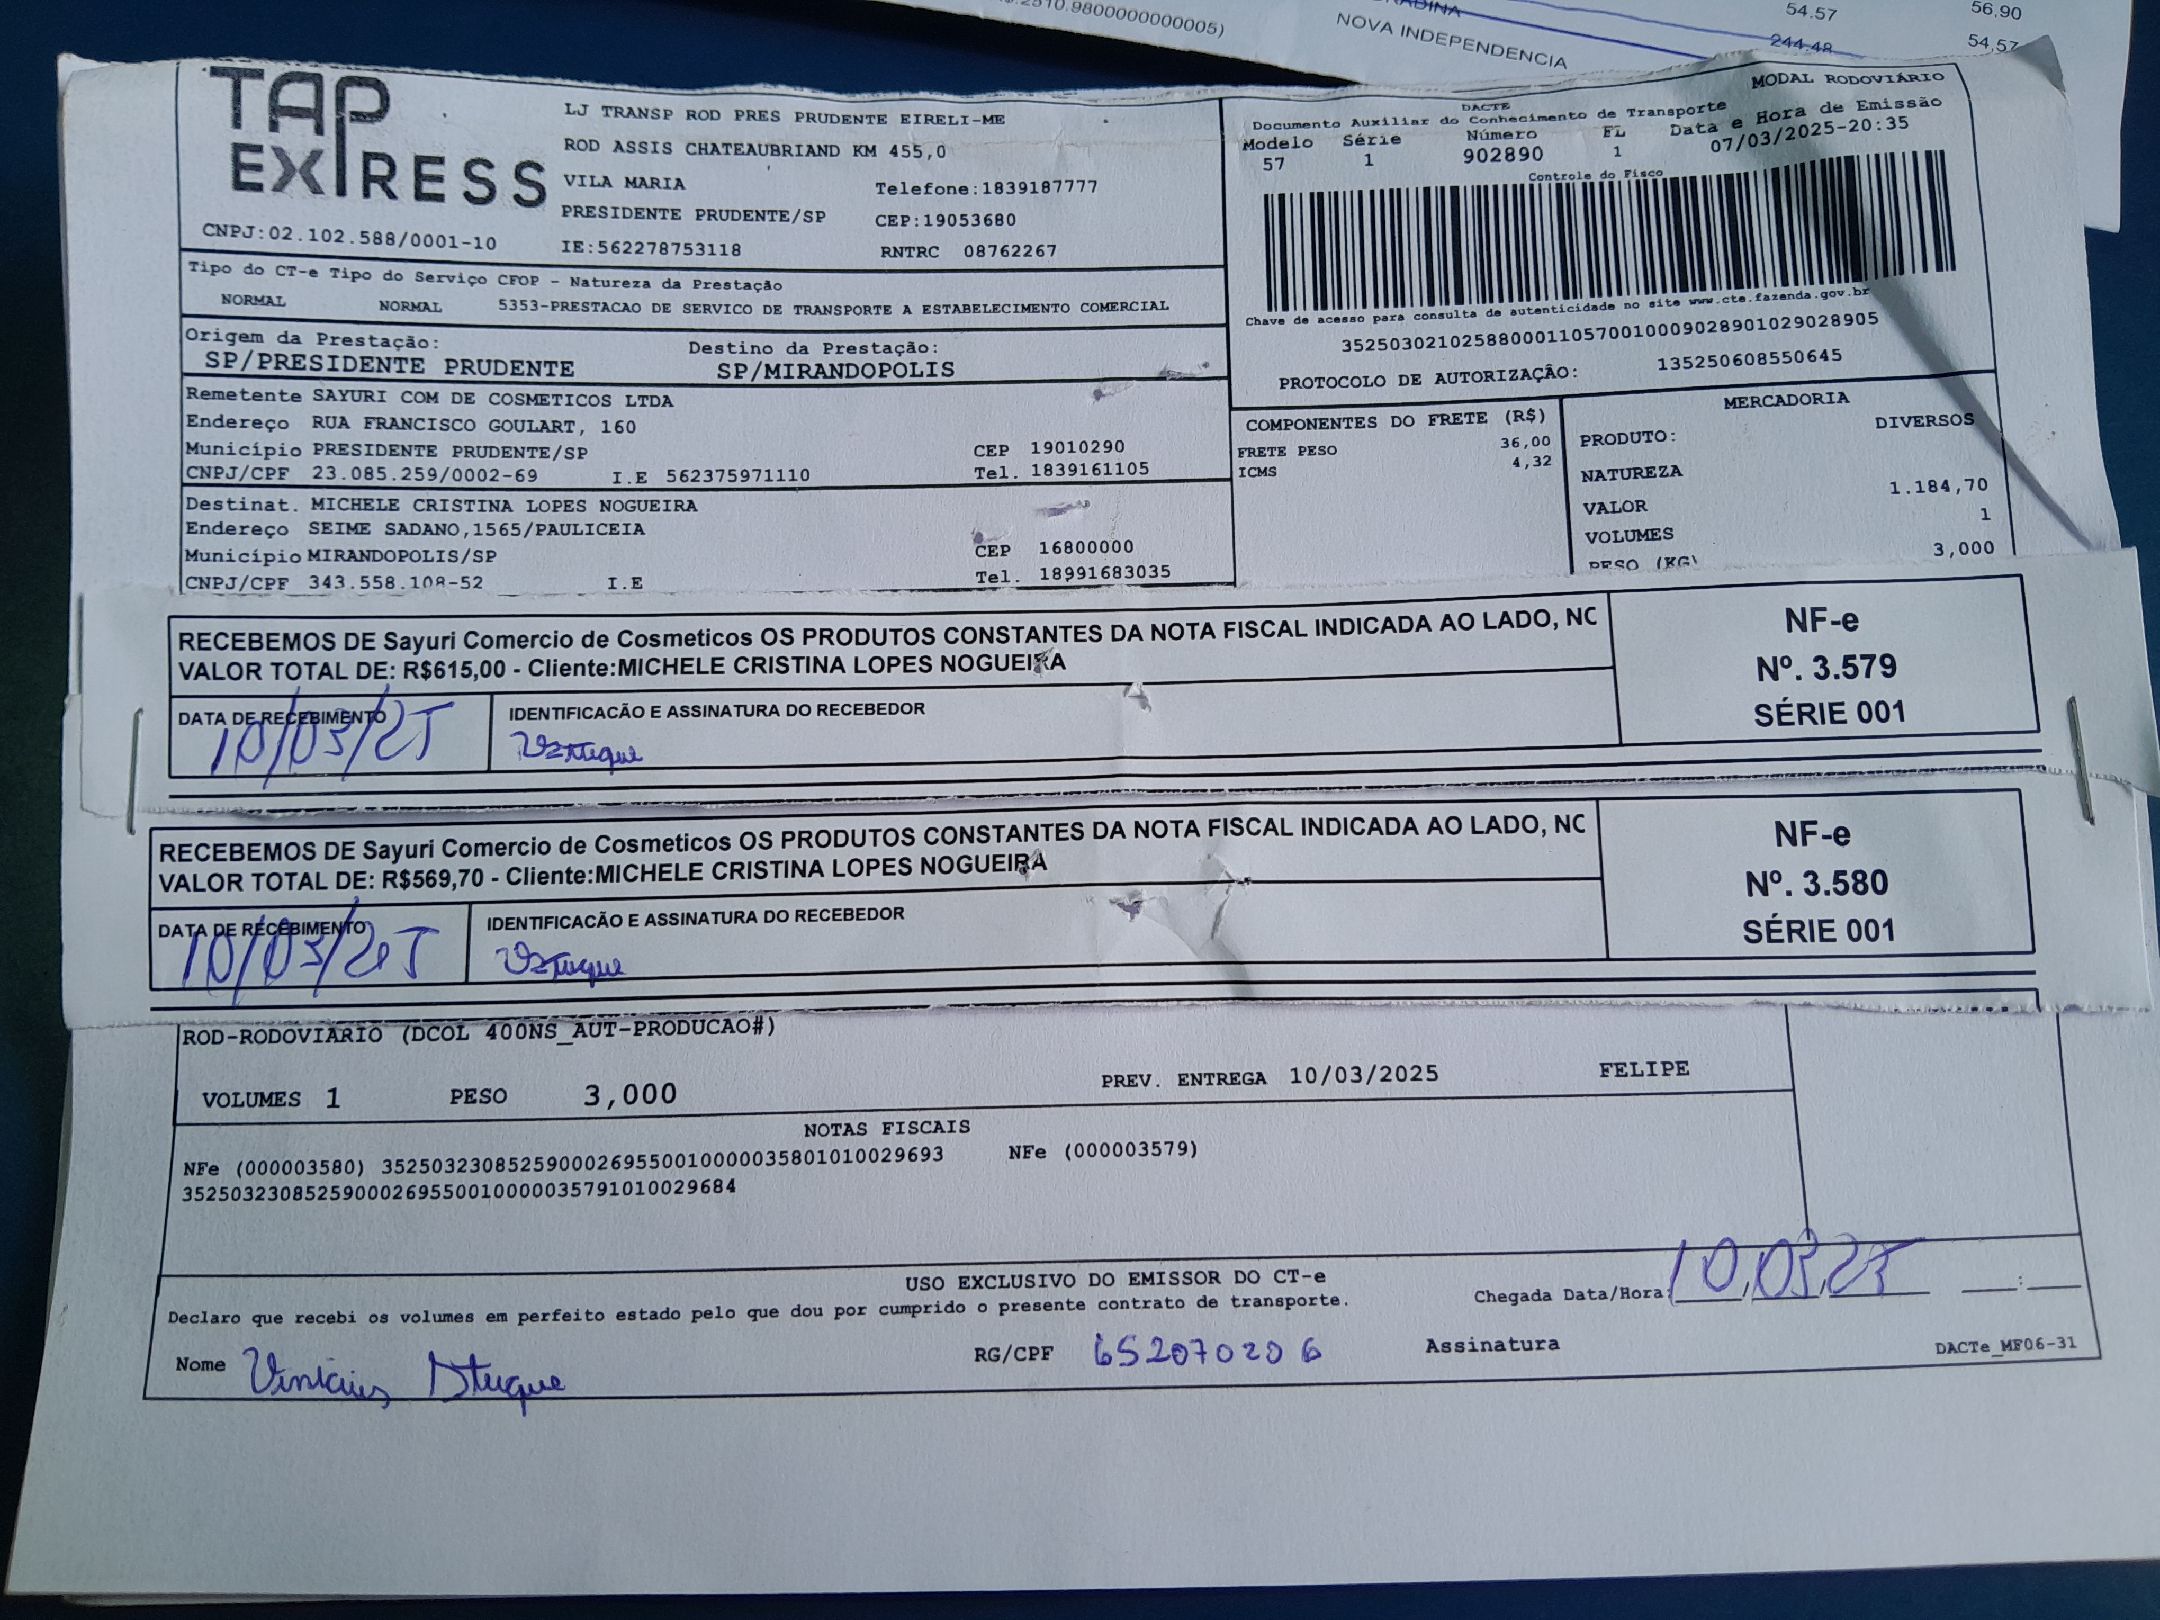 .2510.9800000000005)
NOVA INDEPENDENCIA
54.57
56,90
244.48
54,57
TAP
EXPRESS
CNPJ:02.102.588/0001-10
LJ TRANSP ROD PRES PRUDENTE EIRELI-ME
ROD ASSIS CHATEAUBRIAND KM 455,0
VILA MARIA
Telefone:1839187777
PRESIDENTE PRUDENTE/SP
CEP:19053680
IE:562278753118
RNTRC 08762267
MODAL RODOVIÁRIO
DACTE
Documento Auxiliar do Conhecimento de Transporte
Modelo Série Número FL Data e Hora de Emissão
57 1 902890 1 07/03/2025-20:35
Controle do Fisco
Chave de acesso para consulta de autenticidade no site www.cte.fazenda.gov.br
35250302102588000110570010009028901029028905
PROTOCOLO DE AUTORIZAÇÃO: 135250608550645
Tipo do CT-e Tipo do Serviço CFOP - Natureza da Prestação
NORMAL NORMAL 5353-PRESTACAO DE SERVICO DE TRANSPORTE A ESTABELECIMENTO COMERCIAL
Origem da Prestação: Destino da Prestação:
SP/PRESIDENTE PRUDENTE SP/MIRANDOPOLIS
Remetente SAYURI COM DE COSMETICOS LTDA
Endereço RUA FRANCISCO GOULART, 160
Município PRESIDENTE PRUDENTE/SP CEP 19010290
CNPJ/CPF 23.085.259/0002-69 I.E 562375971110 Tel. 1839161105
Destinat. MICHELE CRISTINA LOPES NOGUEIRA
Endereço SEIME SADANO,1565/PAULICEIA
Município MIRANDOPOLIS/SP CEP 16800000
CNPJ/CPF 343.558.108-52 I.E Tel. 18991683035
COMPONENTES DO FRETE (R$)
FRETE PESO 36,00
ICMS 4,32
MERCADORIA
PRODUTO: DIVERSOS
NATUREZA
VALOR 1.184,70
VOLUMES 1
PESO (KG) 3,000
RECEBEMOS DE Sayuri Comercio de Cosmeticos OS PRODUTOS CONSTANTES DA NOTA FISCAL INDICADA AO LADO, NO
VALOR TOTAL DE: R$615,00 - Cliente:MICHELE CRISTINA LOPES NOGUEIRA
DATA DE RECEBIMENTO
10/03/25
IDENTIFICACÃO E ASSINATURA DO RECEBEDOR
NF-e
Nº. 3.579
SÉRIE 001
RECEBEMOS DE Sayuri Comercio de Cosmeticos OS PRODUTOS CONSTANTES DA NOTA FISCAL INDICADA AO LADO, NO
VALOR TOTAL DE: R$569,70 - Cliente:MICHELE CRISTINA LOPES NOGUEIRA
DATA DE RECEBIMENTO
10/03/25
IDENTIFICACÃO E ASSINATURA DO RECEBEDOR
NF-e
Nº. 3.580
SÉRIE 001
ROD-RODOVIARIO (DCOL 400NS_AUT-PRODUCAO#)
VOLUMES 1 PESO 3,000 PREV. ENTREGA 10/03/2025 FELIPE
NOTAS FISCAIS
NFe (000003580) 35250323085259000269550010000035801010029693 NFe (000003579)
35250323085259000269550010000035791010029684
USO EXCLUSIVO DO EMISSOR DO CT-e
Declaro que recebi os volumes em perfeito estado pelo que dou por cumprido o presente contrato de transporte.
Chegada Data/Hora: 10,03,25 :
Nome Vinicius RG/CPF 652070206 Assinatura
DACTe_MF06-31